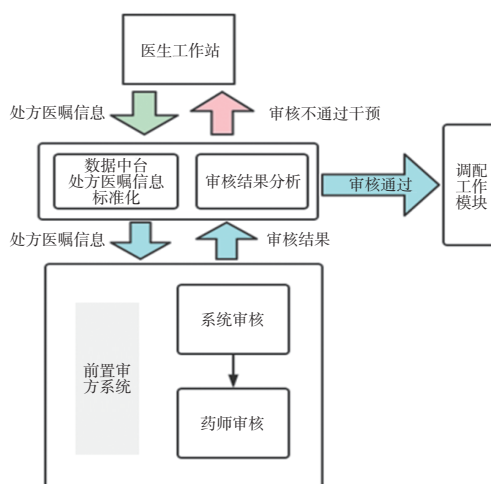 医生工作站
处方医嘱信息
审核不通过干预
数据中台
处方医嘱信息
标准化
审核结果分析
审核通过
调配
工作
模块
处方医嘱信息
审核结果
系统审核
前置审
方系统
药师审核